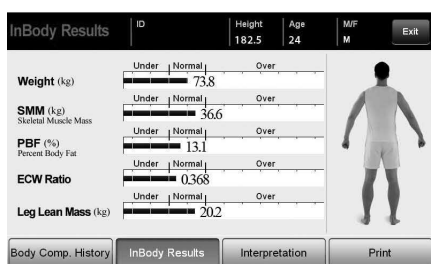 InBody Results
ID
Height
182.5
Age
24
M/F
M
Exit
Under Normal Over
Weight (kg) 73.8
Under Normal Over
SMM (kg) 36.6
Skeletal Muscle Mass
Under Normal Over
PBF (%) 13.1
Percent Body Fat
Under Normal Over
ECW Ratio 0.368
Under Normal Over
Leg Lean Mass (kg) 20.2
Body Comp. History InBody Results Interpretation Print